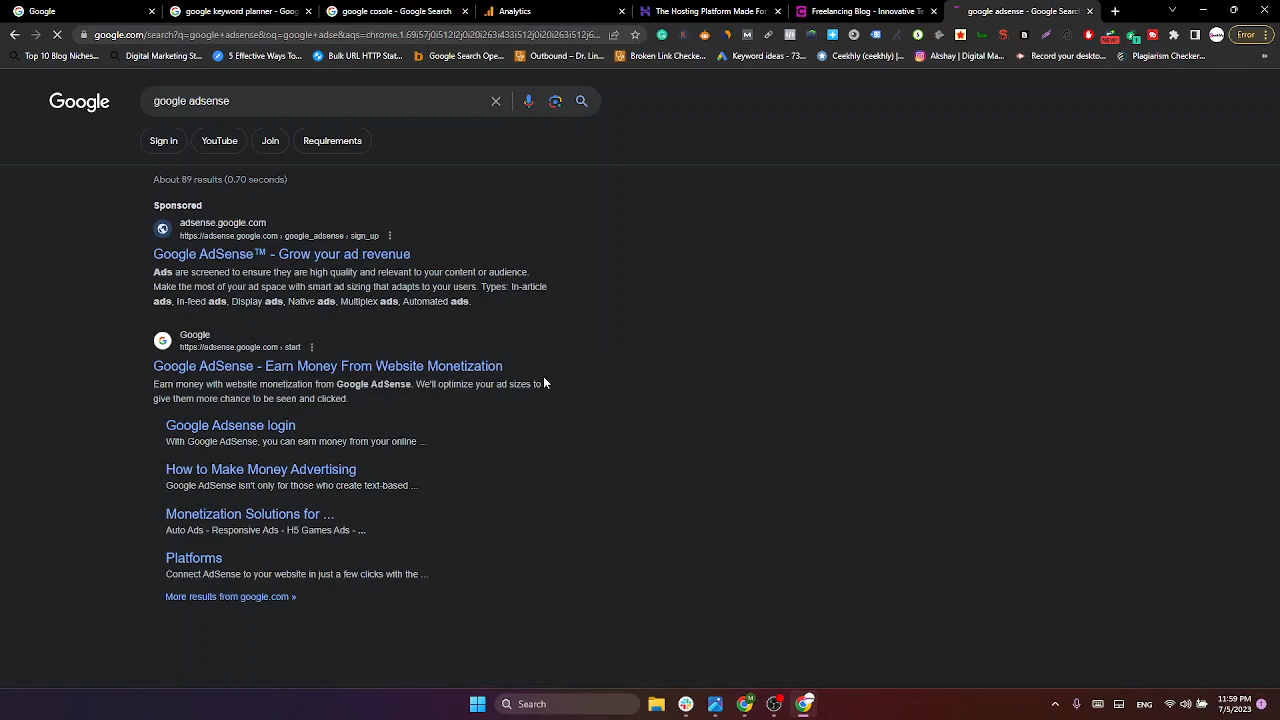 Google
google keyword planner - Goog
google cosole - Google Search
Analytics
The Hosting Platform Made For
Freelancing Blog - Innovative Te
google adsense - Google Searc
Error
Top 10 Blog Niches...
Digital Marketing St...
5 Effective Ways To...
Bulk URL HTTP Stat...
GoogleSearch Ope...
Outbound – Dr. Lin...
Broken Link Checke...
Keyword ideas - 73...
Ceekhly (ceekhly) |...
Akshay | Digital Ma...
Record your deskto...
Plagiarism Checker...
»
Google
google adsense
Sign in
YouTube
Join
Requirements
About 89 results (0.70 seconds)
Sponsored
adsense.google.com
https://adsense.google.com › google_adsense › sign_up
Google AdSense™ - Grow your ad revenue
Ads are screened to ensure they are high quality and relevant to your content or audience.
Make the most of your ad space with smart ad sizing that adapts to your users. Types: In-article
ads, In-feed ads, Display ads, Native ads, Multiplex ads, Automated ads.
Google
https://adsense.google.com › start
Google AdSense - Earn Money From Website Monetization
Earn money with website monetization from Google AdSense. We'll optimize your ad sizes to
give them more chance to be seen and clicked.
Google Adsense login
With Google AdSense, you can earn money from your online ...
How to Make Money Advertising
Google AdSense isn't only for those who create text-based ...
Monetization Solutions for ...
Auto Ads - Responsive Ads - H5 Games Ads - ...
Platforms
Connect AdSense to your website in just a few clicks with the ...
More results from google.com »
Search
ENG
11:59 PM
7/5/2023
1